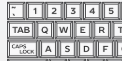 ~ 1 2 3 4 5
TAB Q W E R T
CAPS LOCK A S D F